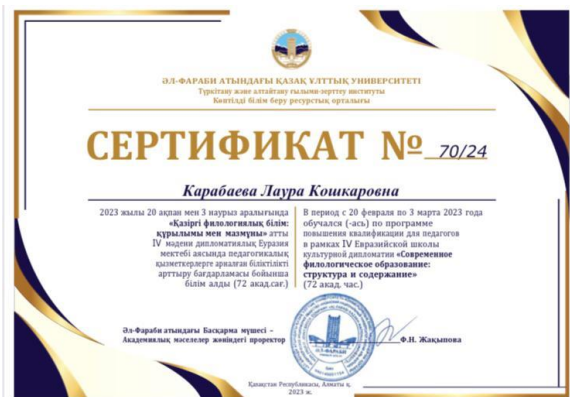 ӘЛ-ФАРАБИ АТЫНДАҒЫ ҚАЗАҚ ҰЛТТЫҚ УНИВЕРСИТЕТІ
Түркітану және алтайтану ғылыми-зерттеу институты
Көптілді білім беру ресурстық орталығы
СЕРТИФИКАТ № 70/24
Карабаева Лаура Кошкаровна
2023 жылы 20 ақпан мен 3 наурыз аралығында
«Қазіргі филологиялық білім:
құрылымы мен мазмұны» атты
IV мәдени дипломатиялық Еуразия
мектебі аясында педагогикалық
қызметкерлерге арналған біліктілікті
арттыру бағдарламасы бойынша
білім алды (72 акад.сағ.)
В период с 20 февраля по 3 марта 2023 года
обучался (-ась) по программе
повышения квалификации для педагогов
в рамках IV Евразийской школы
культурной дипломатии «Современное
филологическое образование:
структура и содержание»
(72 акад. час.)
Әл-Фараби атындағы Басқарма мүшесі –
Академиялық мәселелер жөніндегі проректор
Ф.Н. Жақыпова
ӘЛ-ФАРАБИ
Қазақстан Республикасы, Алматы қ.
2023 ж.